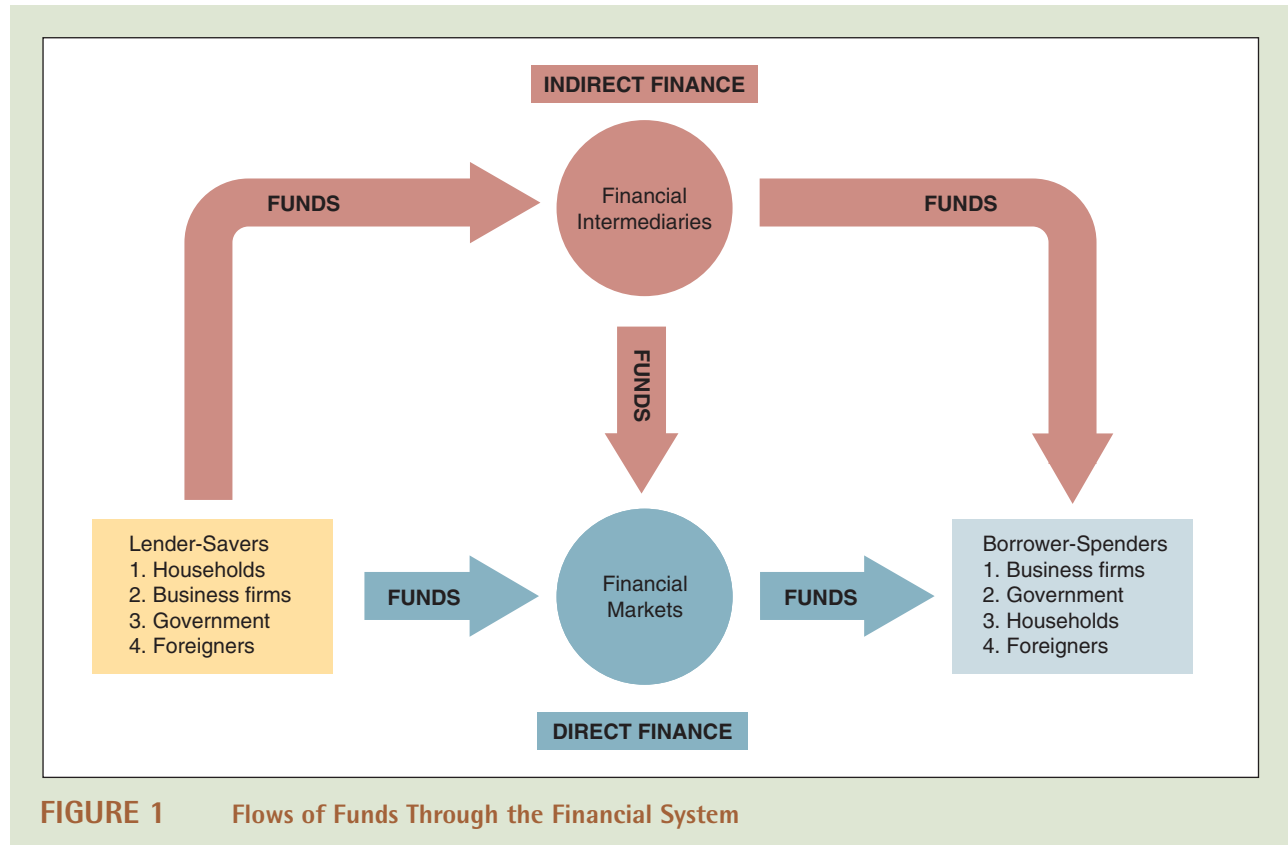 INDIRECT FINANCE
FUNDS
Financial
Intermediaries
FUNDS
FUNDS
Lender-Savers
1. Households
2. Business firms
3. Government
4. Foreigners
FUNDS
Financial
Markets
FUNDS
Borrower-Spenders
1. Business firms
2. Government
3. Households
4. Foreigners
DIRECT FINANCE
FIGURE 1 Flows of Funds Through the Financial System